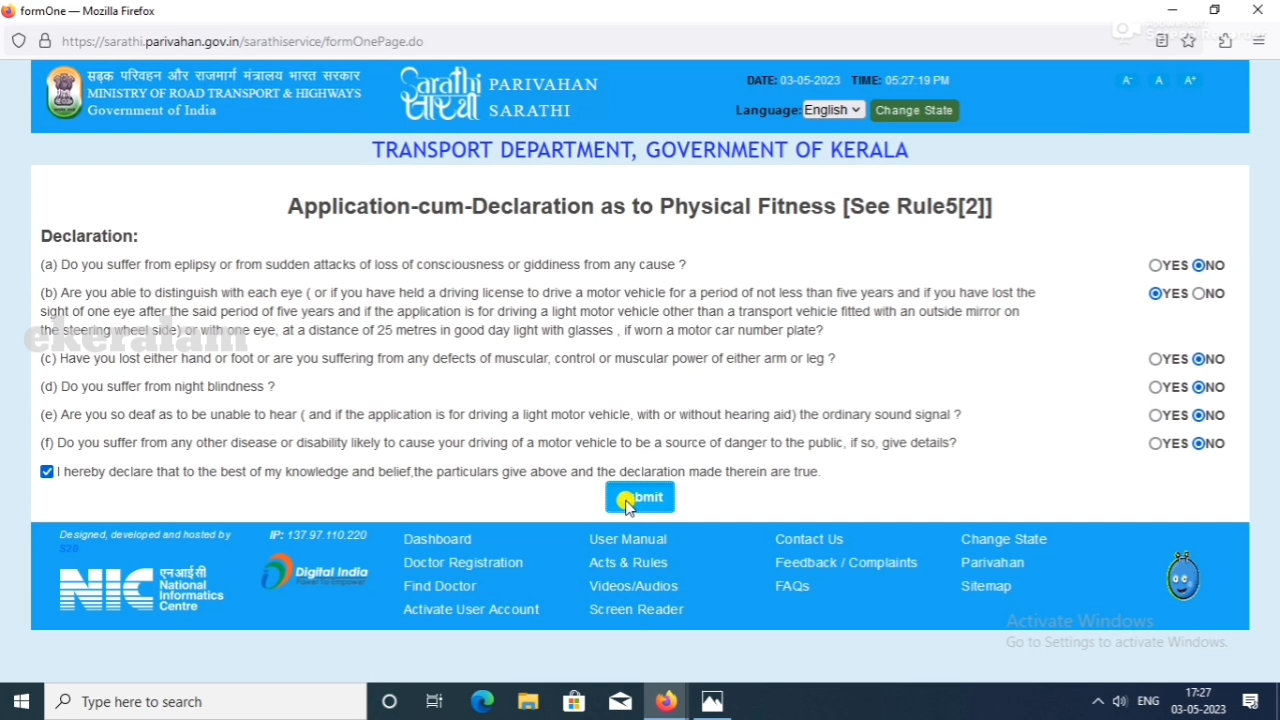 formOne — Mozilla Firefox
https://sarathi.parivahan.gov.in/sarathiservice/formOnePage.do
सड़क परिवहन और राजमार्ग मंत्रालय भारत सरकार
MINISTRY OF ROAD TRANSPORT & HIGHWAYS
Government of India
Sarathi
सारथी
PARIVAHAN
SARATHI
DATE: 03-05-2023 TIME: 05:27:19 PM
A- A A+
Language: English Change State
TRANSPORT DEPARTMENT, GOVERNMENT OF KERALA
Application-cum-Declaration as to Physical Fitness [See Rule5[2]]
Declaration:
(a) Do you suffer from eplipsy or from sudden attacks of loss of consciousness or giddiness from any cause ? YES NO
(b) Are you able to distinguish with each eye ( or if you have held a driving license to drive a motor vehicle for a period of not less than five years and if you have lost the YES NO
sight of one eye after the said period of five years and if the application is for driving a light motor vehicle other than a transport vehicle fitted with an outside mirror on
the steering wheel side) or with one eye, at a distance of 25 metres in good day light with glasses , if worn a motor car number plate?
ekeralam
(c) Have you lost either hand or foot or are you suffering from any defects of muscular, control or muscular power of either arm or leg ? YES NO
(d) Do you suffer from night blindness ? YES NO
(e) Are you so deaf as to be unable to hear ( and if the application is for driving a light motor vehicle, with or without hearing aid) the ordinary sound signal ? YES NO
(f) Do you suffer from any other disease or disability likely to cause your driving of a motor vehicle to be a source of danger to the public, if so, give details? YES NO
I hereby declare that to the best of my knowledge and belief,the particulars give above and the declaration made therein are true.
Submit
Designed, developed and hosted by
S20
IP: 137.97.110.220
NIC एनआईसी
National
Informatics
Centre
Digital India
Power To Empower
Dashboard User Manual Contact Us Change State
Doctor Registration Acts & Rules Feedback / Complaints Parivahan
Find Doctor Videos/Audios FAQs Sitemap
Activate User Account Screen Reader
Activate Windows
Go to Settings to activate Windows.
Type here to search
ENG
17:27
03-05-2023